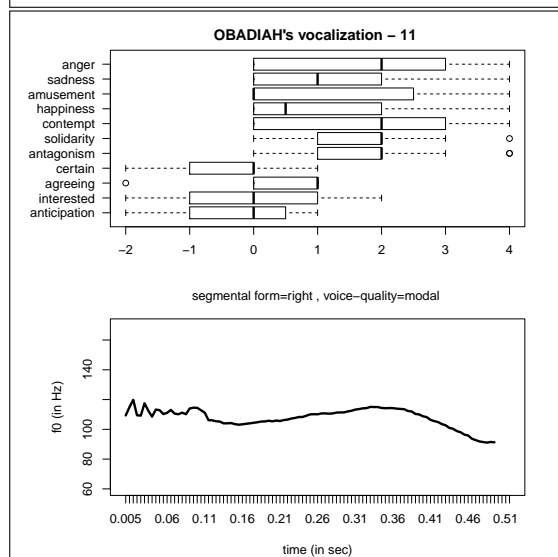 OBADIAH's vocalization − 11
anger
sadness
amusement
happiness
contempt
solidarity
antagonism
certain
agreeing
interested
anticipation
−2 −1 0 1 2 3 4
segmental form=right , voice−quality=modal
f0 (in Hz)
140
100
80
60
0.005 0.06 0.11 0.16 0.21 0.26 0.31 0.36 0.41 0.46 0.51
time (in sec)